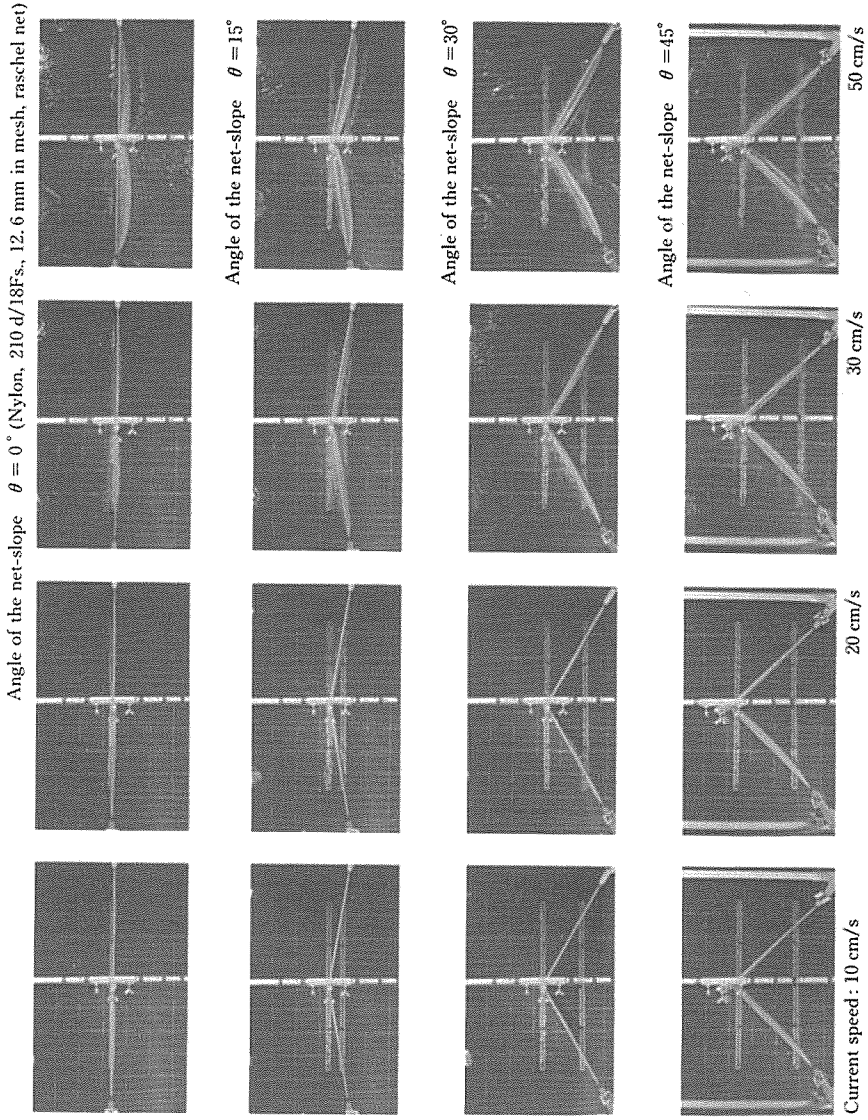 Angle of the net-slope θ = 0° (Nylon, 210 d/18Fs., 12. 6 mm in mesh, raschel net)
Angle of the net-slope θ = 15°
Angle of the net-slope θ = 30°
Angle of the net-slope θ = 45°
Current speed : 10 cm/s
20 cm/s
30 cm/s
50 cm/s